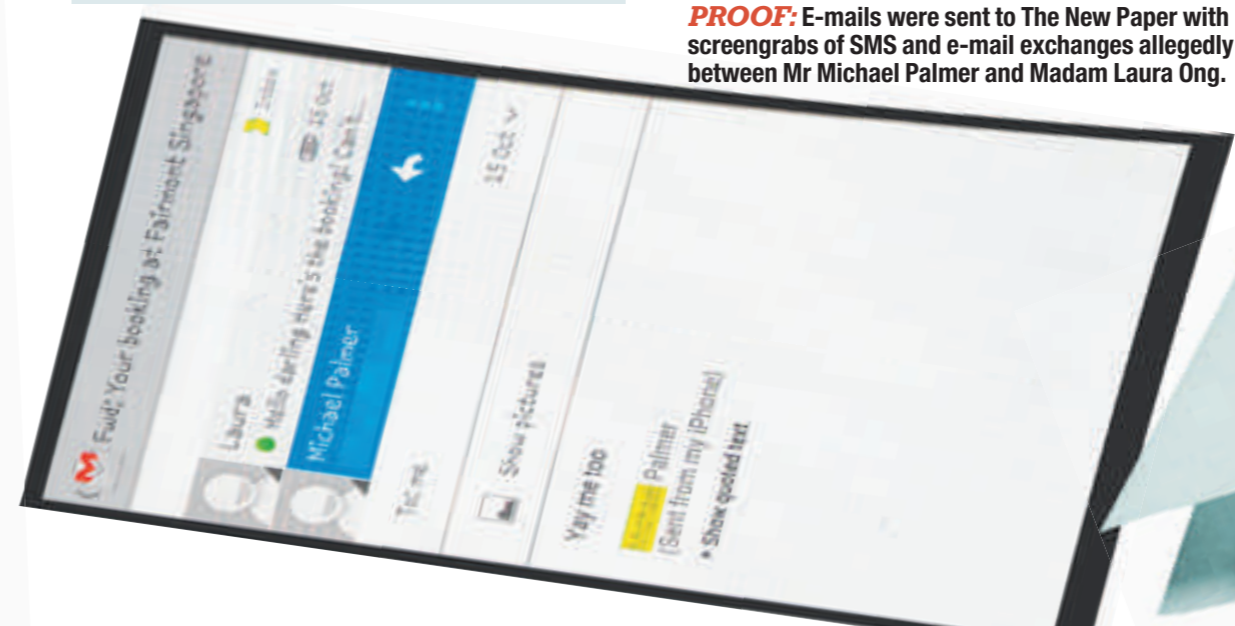 PROOF: E-mails were sent to The New Paper with
screengrabs of SMS and e-mail exchanges allegedly
between Mr Michael Palmer and Madam Laura Ong.
Fwd: Your booking at Fairmont Singapore
Laura
Inbox
Hello darling Here's the booking! Can't...
15 Oct
Michael Palmer
To: me
15 Oct
Show pictures
Yay me too
Palmer
(Sent from my iPhone)
• Show quoted text